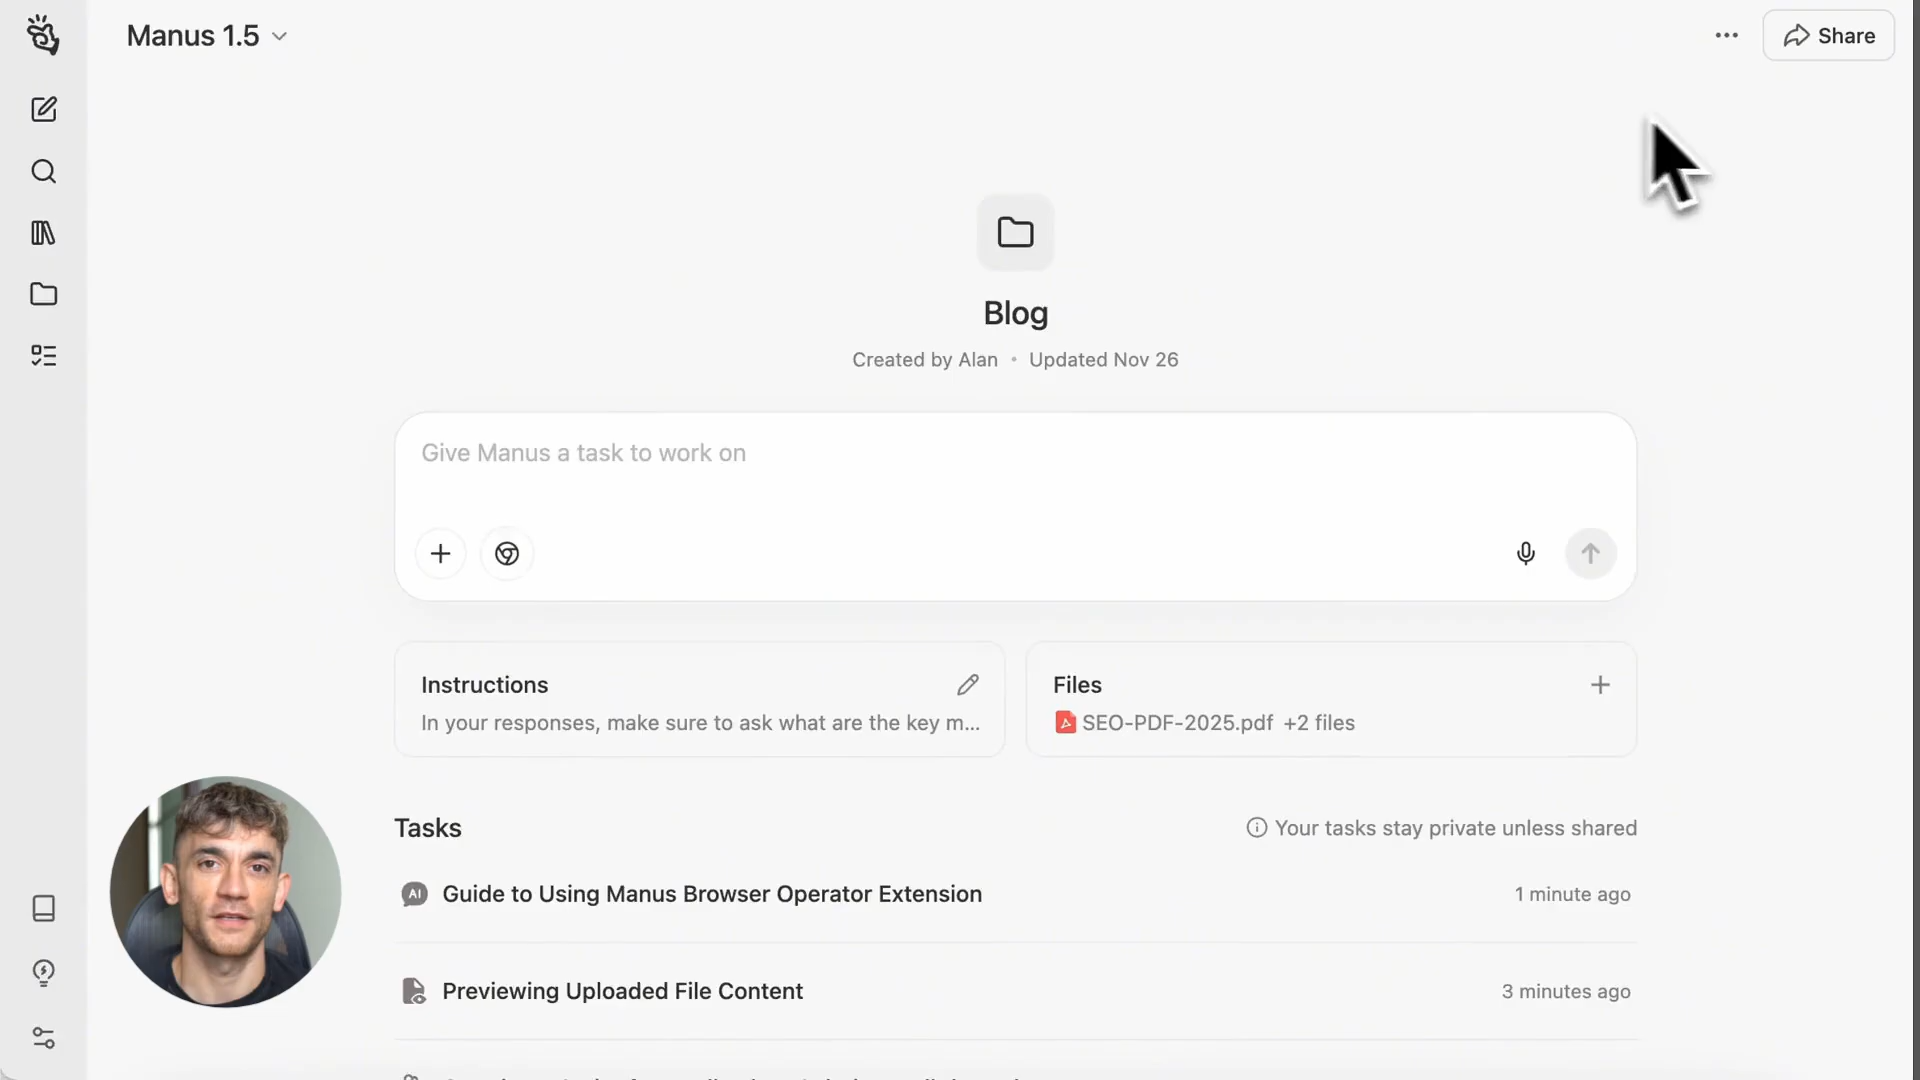 Manus 1.5
Share
Blog
Created by Alan • Updated Nov 26
Give Manus a task to work on
Instructions
In your responses, make sure to ask what are the key m...
Files
SEO-PDF-2025.pdf +2 files
Tasks
Your tasks stay private unless shared
AI Guide to Using Manus Browser Operator Extension
1 minute ago
Previewing Uploaded File Content
3 minutes ago